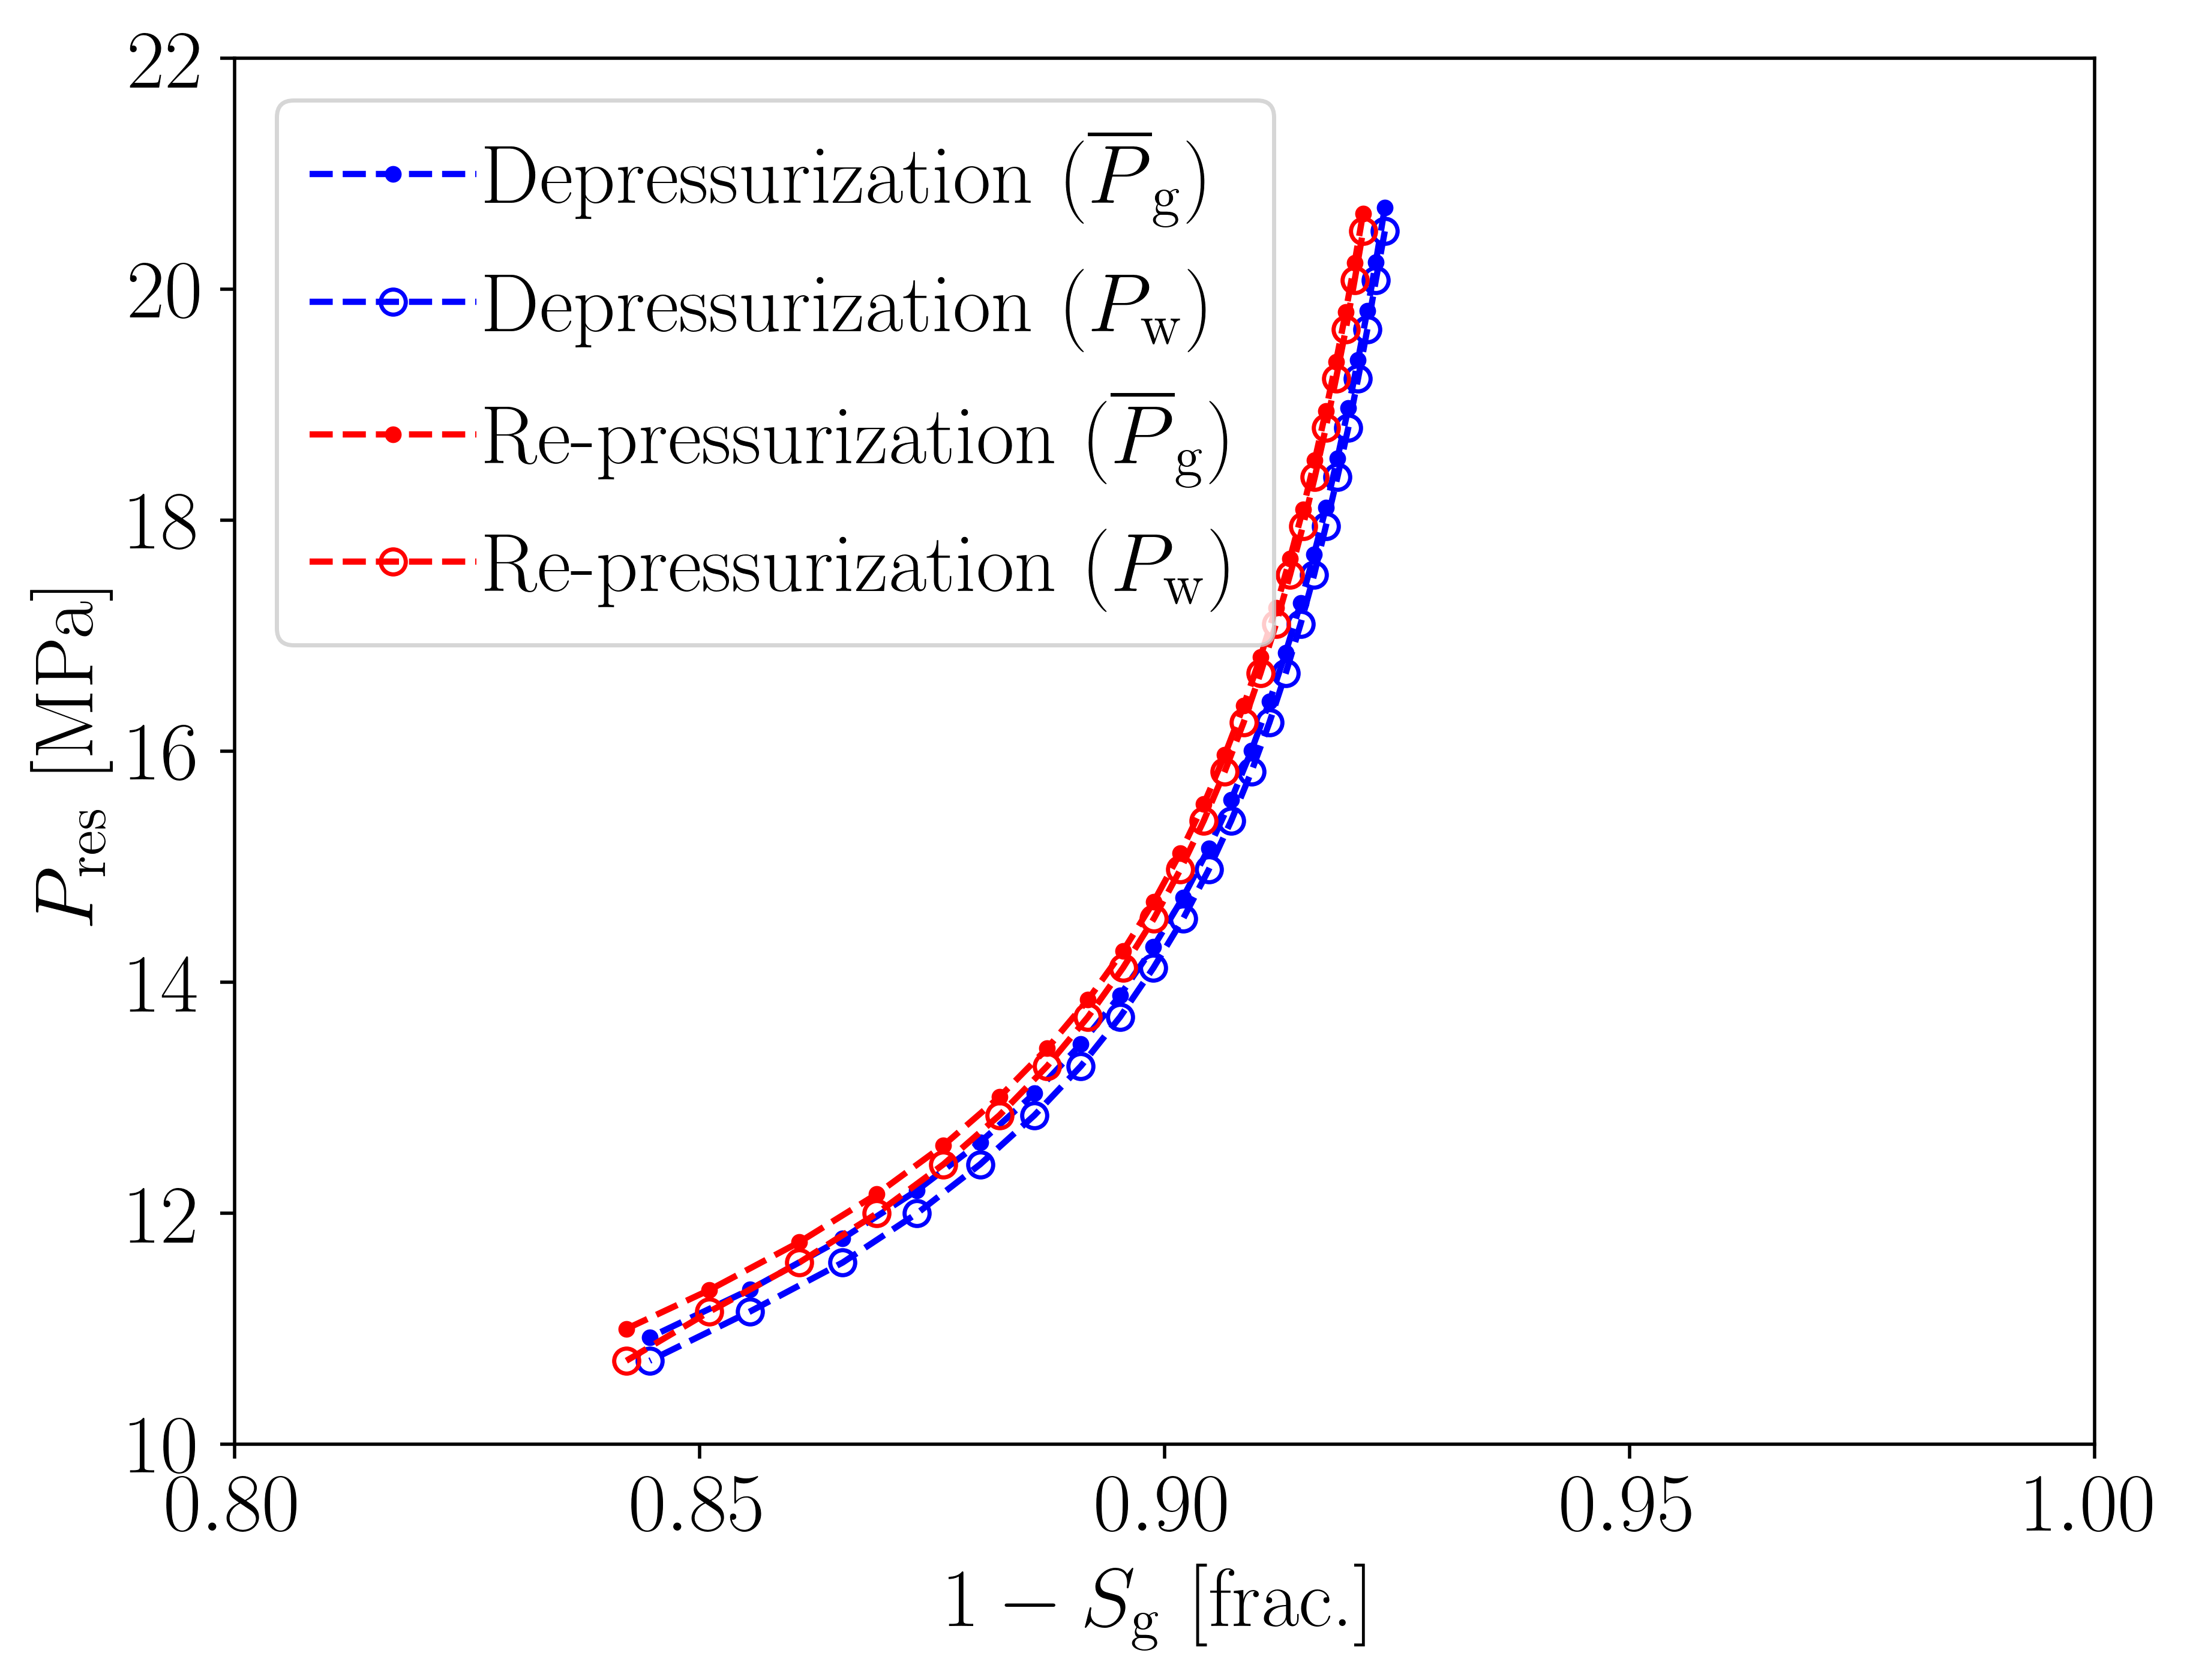 22
20
18
16
14
12
10
P_res [MPa]
Depressurization (P̅_g)
Depressurization (P_w)
Re-pressurization (P̅_g)
Re-pressurization (P_w)
0.80 0.85 0.90 0.95 1.00
1 − S_g [frac.]